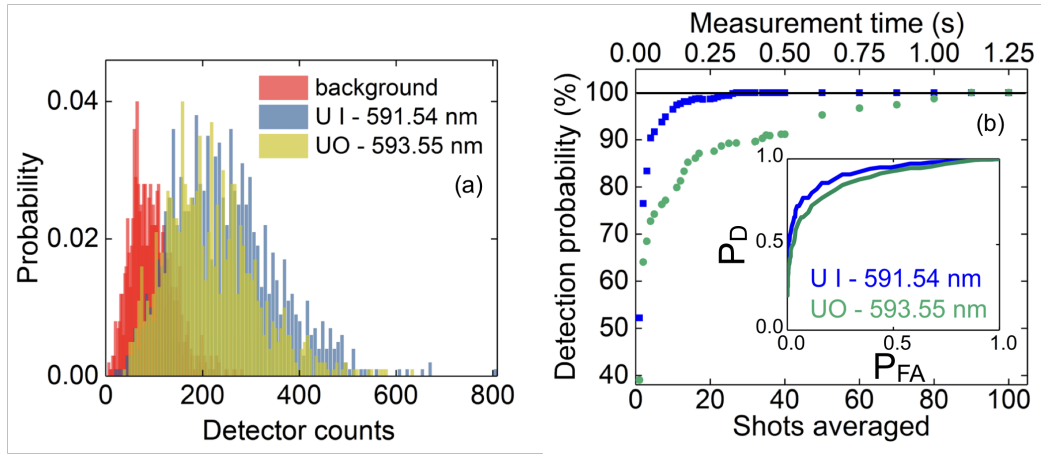 0.04
0.02
0.00
Probability
0 200 400 600 800
Detector counts
background
U I - 591.54 nm
UO - 593.55 nm
(a)
Measurement time (s)
0.00 0.25 0.50 0.75 1.00 1.25
100
90
80
70
60
50
40
Detection probability (%)
(b)
1.0
0.5
0.0
P_D
U I - 591.54 nm
UO - 593.55 nm
0.0 0.5 1.0
P_FA
0 20 40 60 80 100
Shots averaged